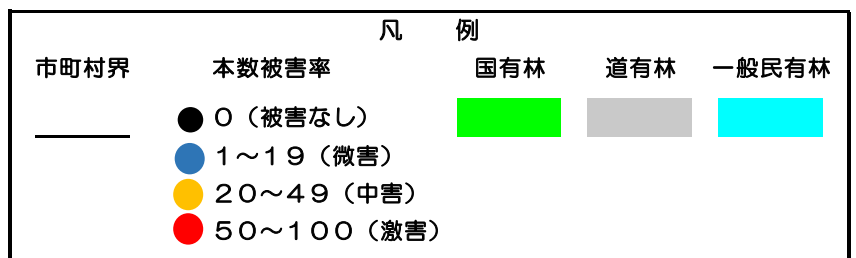 凡　例
市町村界　本数被害率　国有林　道有林　一般民有林
０（被害なし）
１～１９（微害）
２０～４９（中害）
５０～１００（激害）